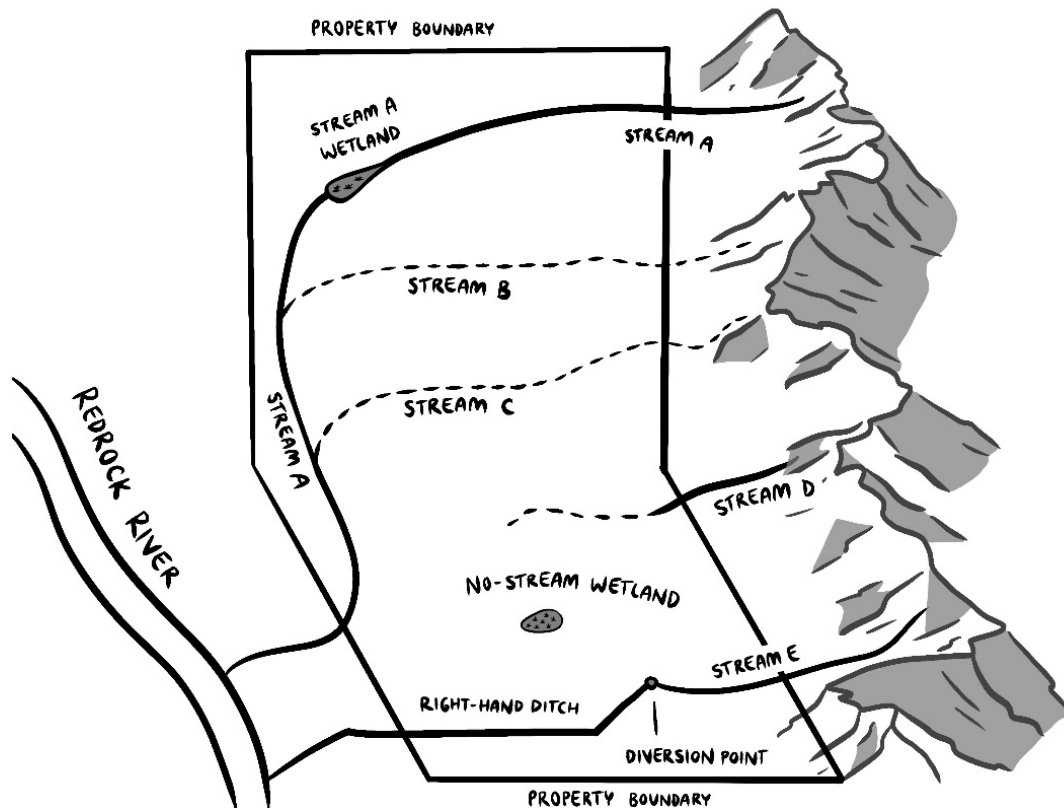 PROPERTY BOUNDARY
STREAM A
WETLAND
STREAM A
STREAM B
STREAM C
STREAM A
REDROCK RIVER
STREAM D
NO-STREAM WETLAND
STREAM E
RIGHT-HAND DITCH
DIVERSION POINT
PROPERTY BOUNDARY